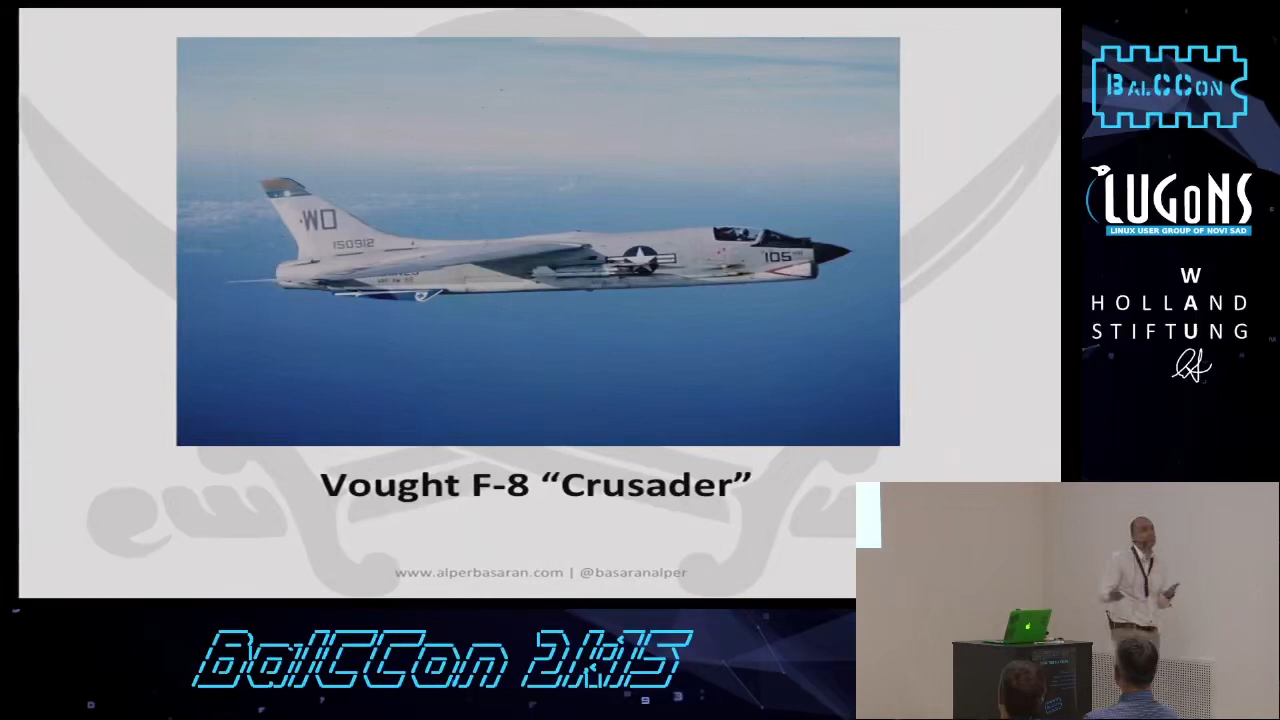 WO
150912
105
Vought F-8 “Crusader”
www.alperbasaran.com | @basaranalper
BalCCon
LUGoNS
LINUX USER GROUP OF NOVI SAD
W
HOLLAND
STIFTUNG
BalCCon 2k15